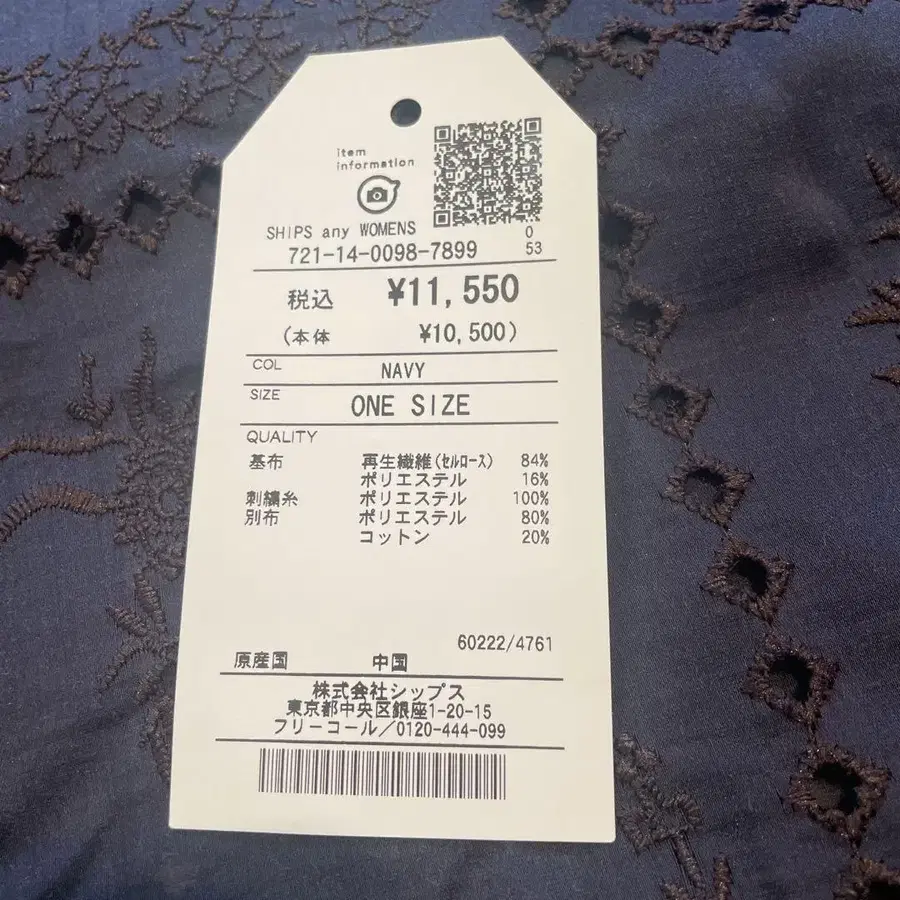 item
information
SHIPS any WOMENS 0
721-14-0098-7899 53
税込 ¥11,550
(本体 ¥10,500)
COL NAVY
SIZE ONE SIZE
QUALITY
基布 再生繊維(セルロース) 84%
ポリエステル 16%
刺繍糸 ポリエステル 100%
別布 ポリエステル 80%
コットン 20%
60222/4761
原産国 中国
株式会社シップス
東京都中央区銀座1-20-15
フリーコール/0120-444-099